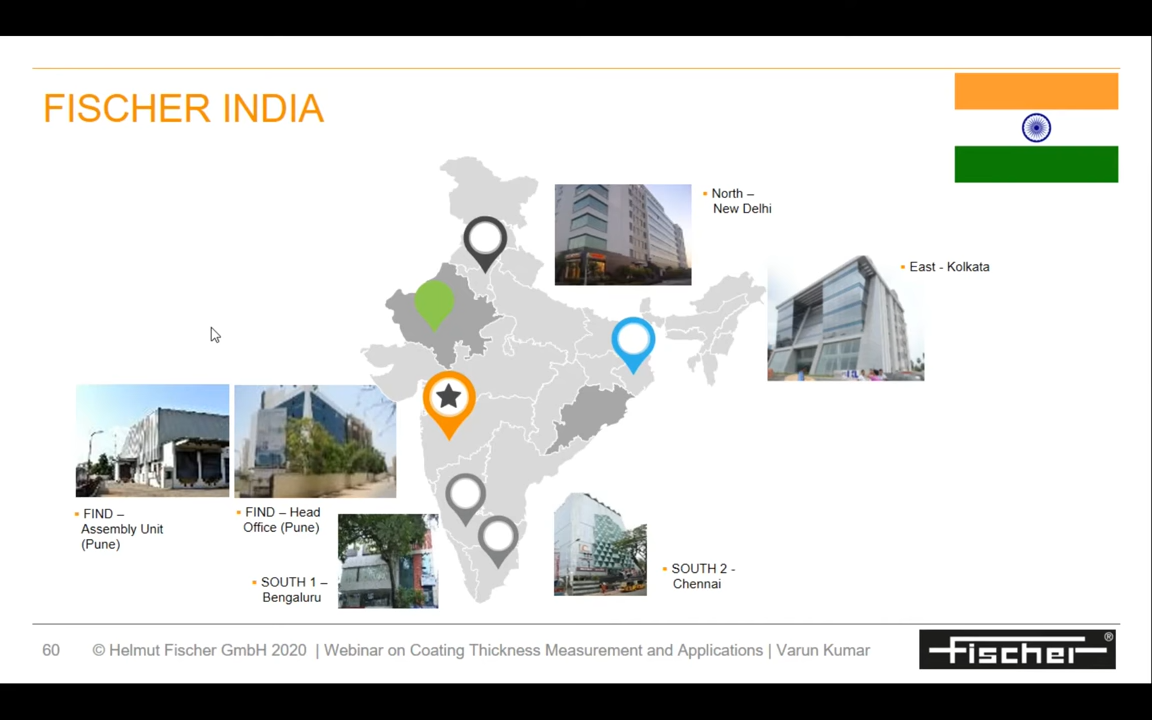 FISCHER INDIA
North –
New Delhi
East - Kolkata
FIND –
Assembly Unit
(Pune)
FIND – Head
Office (Pune)
SOUTH 1 –
Bengaluru
SOUTH 2 -
Chennai
60 © Helmut Fischer GmbH 2020 | Webinar on Coating Thickness Measurement and Applications | Varun Kumar
Fischer®